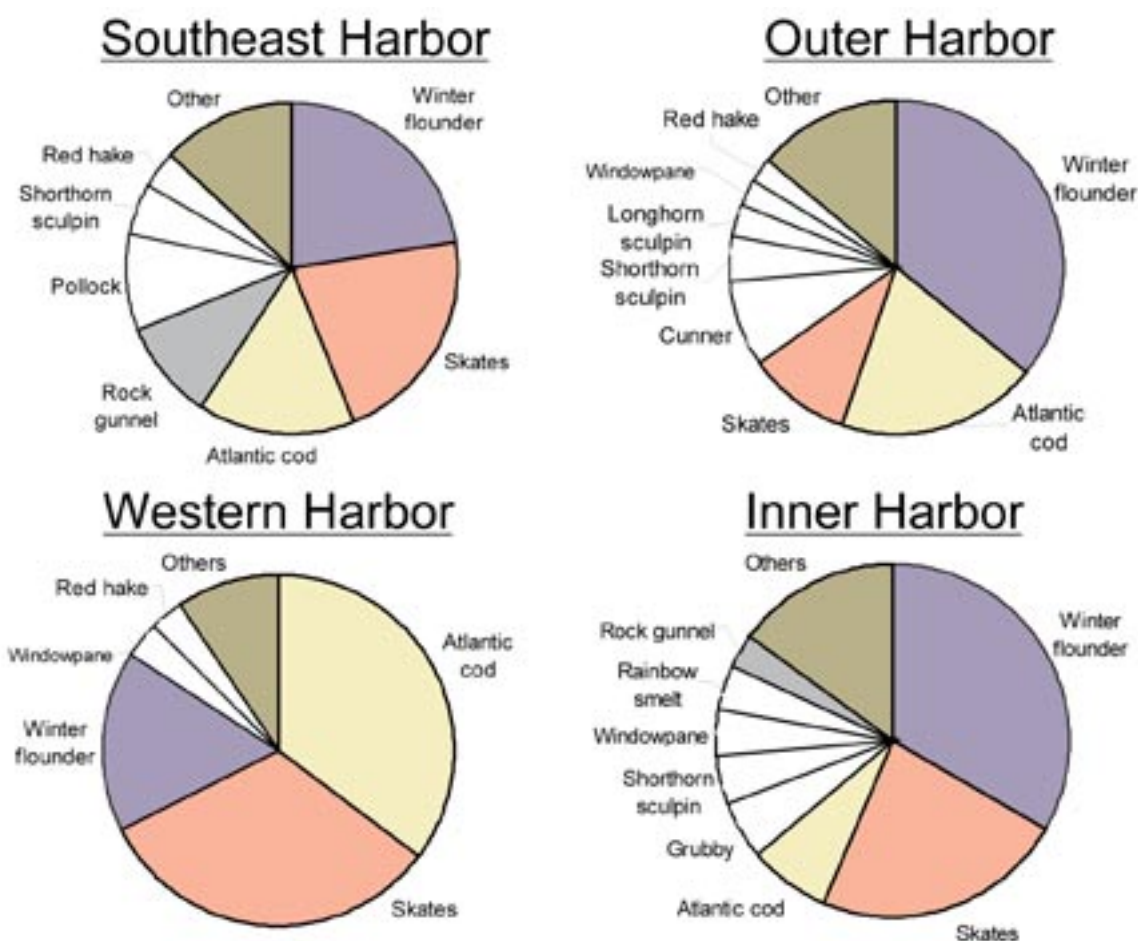 Southeast Harbor
Other
Winter
flounder
Red hake
Shorthorn
sculpin
Pollock
Skates
Rock
gunnel
Atlantic cod
Outer Harbor
Other
Red hake
Winter
flounder
Windowpane
Longhorn
sculpin
Shorthorn
sculpin
Cunner
Skates
Atlantic
cod
Western Harbor
Others
Red hake
Atlantic
cod
Windowpane
Winter
flounder
Skates
Inner Harbor
Others
Winter
flounder
Rock gunnel
Rainbow
smelt
Windowpane
Shorthorn
sculpin
Grubby
Atlantic cod
Skates